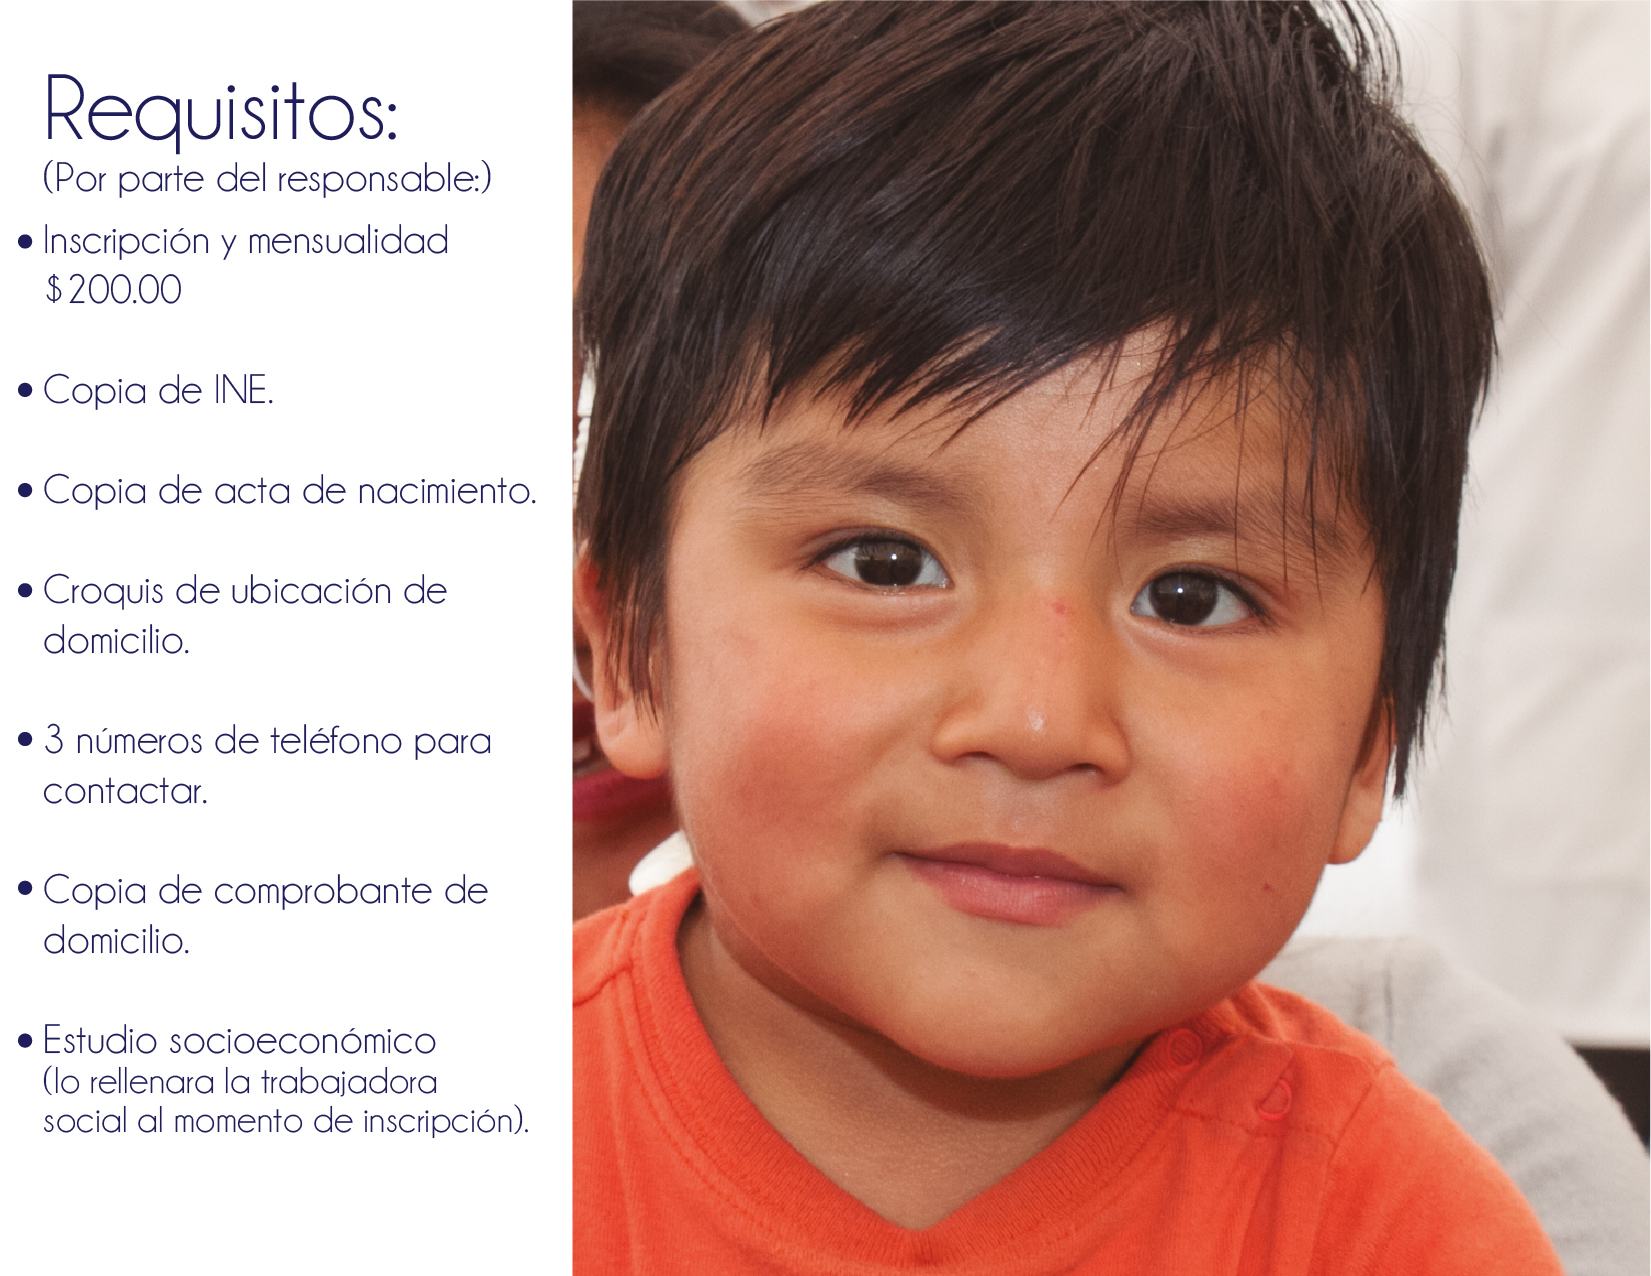 Requisitos:
(Por parte del responsable:)
• Inscripción y mensualidad
$200.00
• Copia de INE.
• Copia de acta de nacimiento.
• Croquis de ubicación de
domicilio.
• 3 números de teléfono para
contactar.
• Copia de comprobante de
domicilio.
• Estudio socioeconómico
(lo rellenara la trabajadora
social al momento de inscripción).